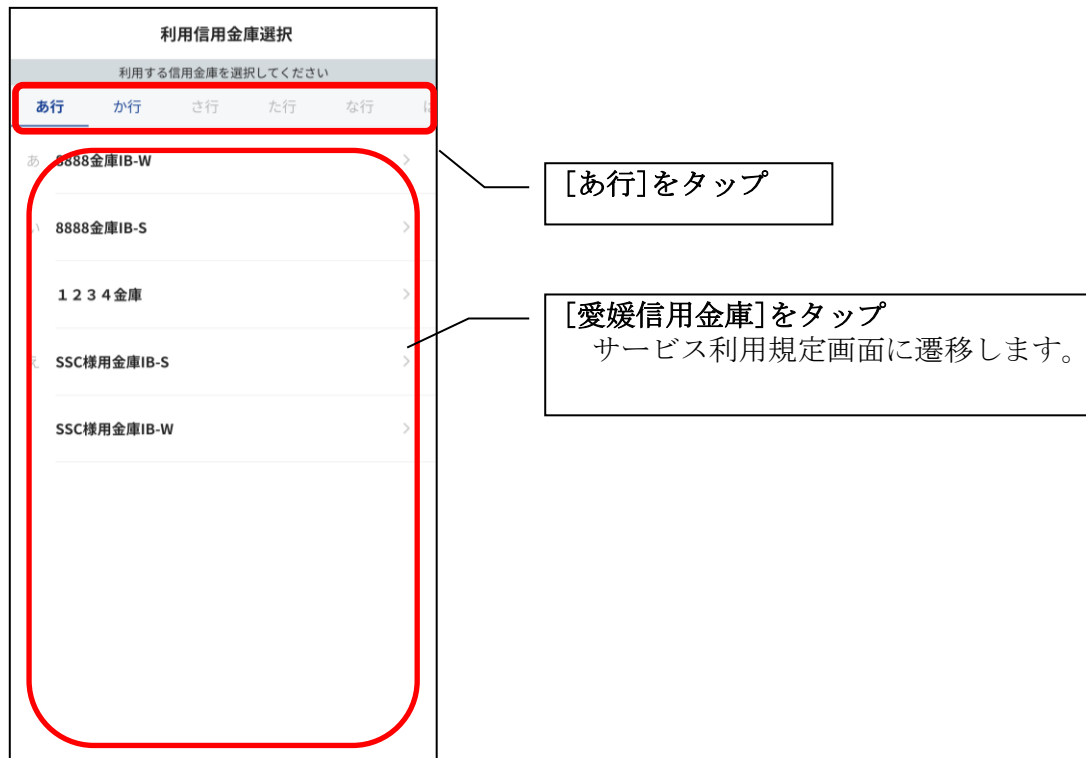 利用信用金庫選択
利用する信用金庫を選択してください
あ行 か行 さ行 た行 な行
あ 8888金庫IB-W
い 8888金庫IB-S
１２３４金庫
え SSC様用金庫IB-S
SSC様用金庫IB-W
[あ行]をタップ
[愛媛信用金庫]をタップ
サービス利用規定画面に遷移します。